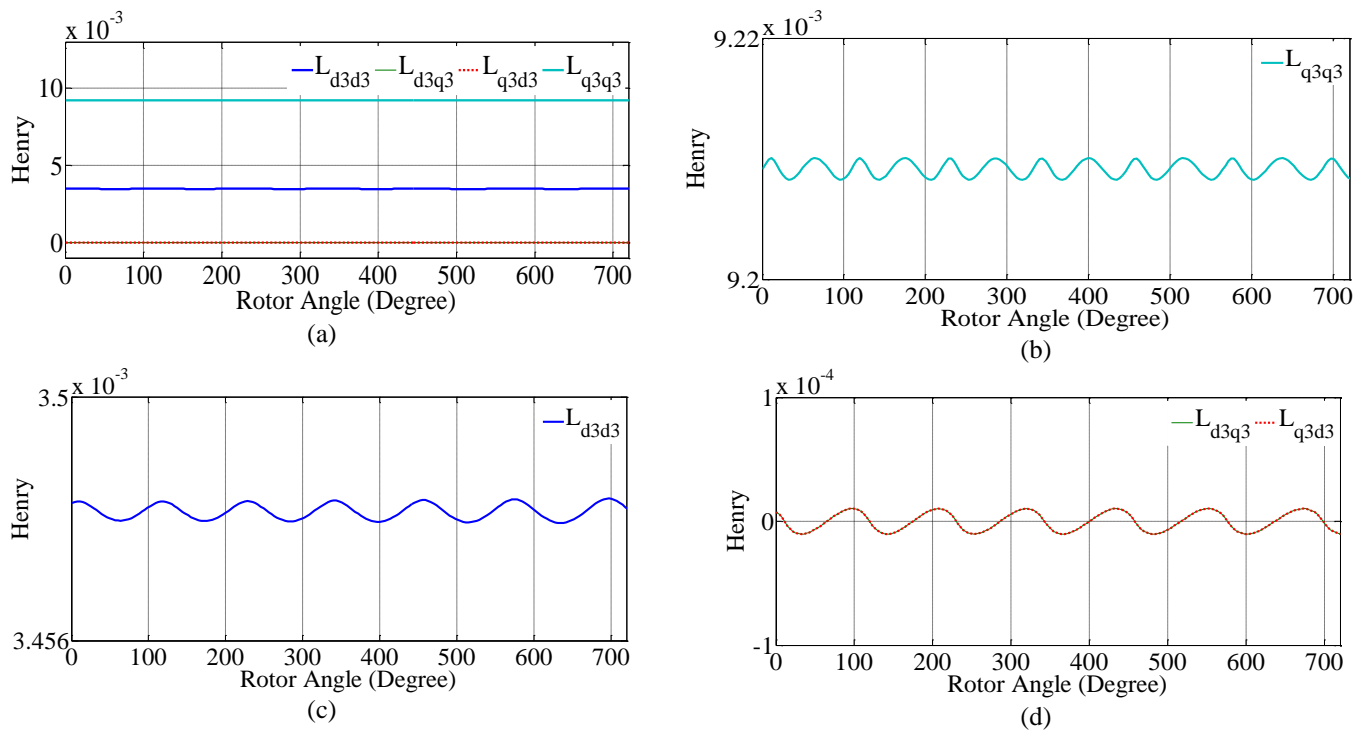 x 10^-3
L_d3d3 L_d3q3 L_q3d3 L_q3q3
10
5
0
Henry
0 100 200 300 400 500 600 700
Rotor Angle (Degree)
(a)
x 10^-3
9.22
L_q3q3
Henry
9.2
0 100 200 300 400 500 600 700
Rotor Angle (Degree)
(b)
x 10^-3
3.5
L_d3d3
Henry
3.456
0 100 200 300 400 500 600 700
Rotor Angle (Degree)
(c)
x 10^-4
1
L_d3q3 L_q3d3
0
Henry
-1
0 100 200 300 400 500 600 700
Rotor Angle (Degree)
(d)